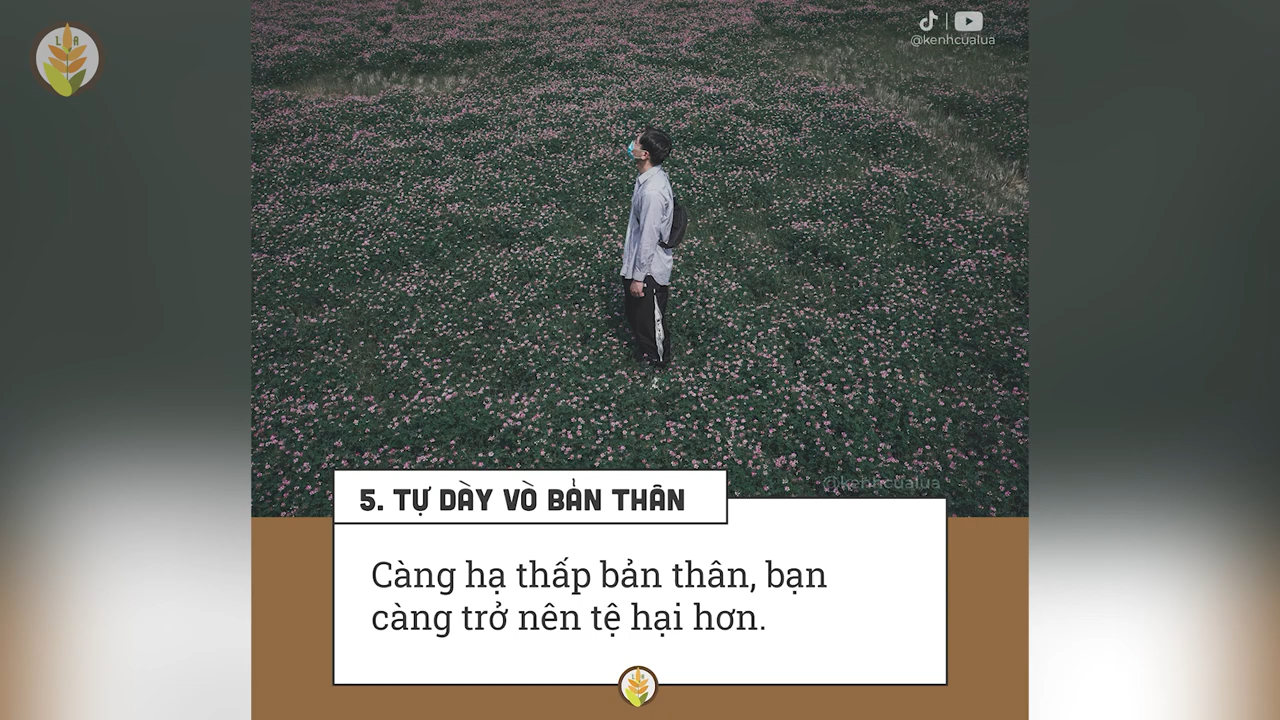 L A
@kenhcualua
@kenhcualua
5. TỰ DÀY VÒ BẢN THÂN
Càng hạ thấp bản thân, bạn
càng trở nên tệ hại hơn.